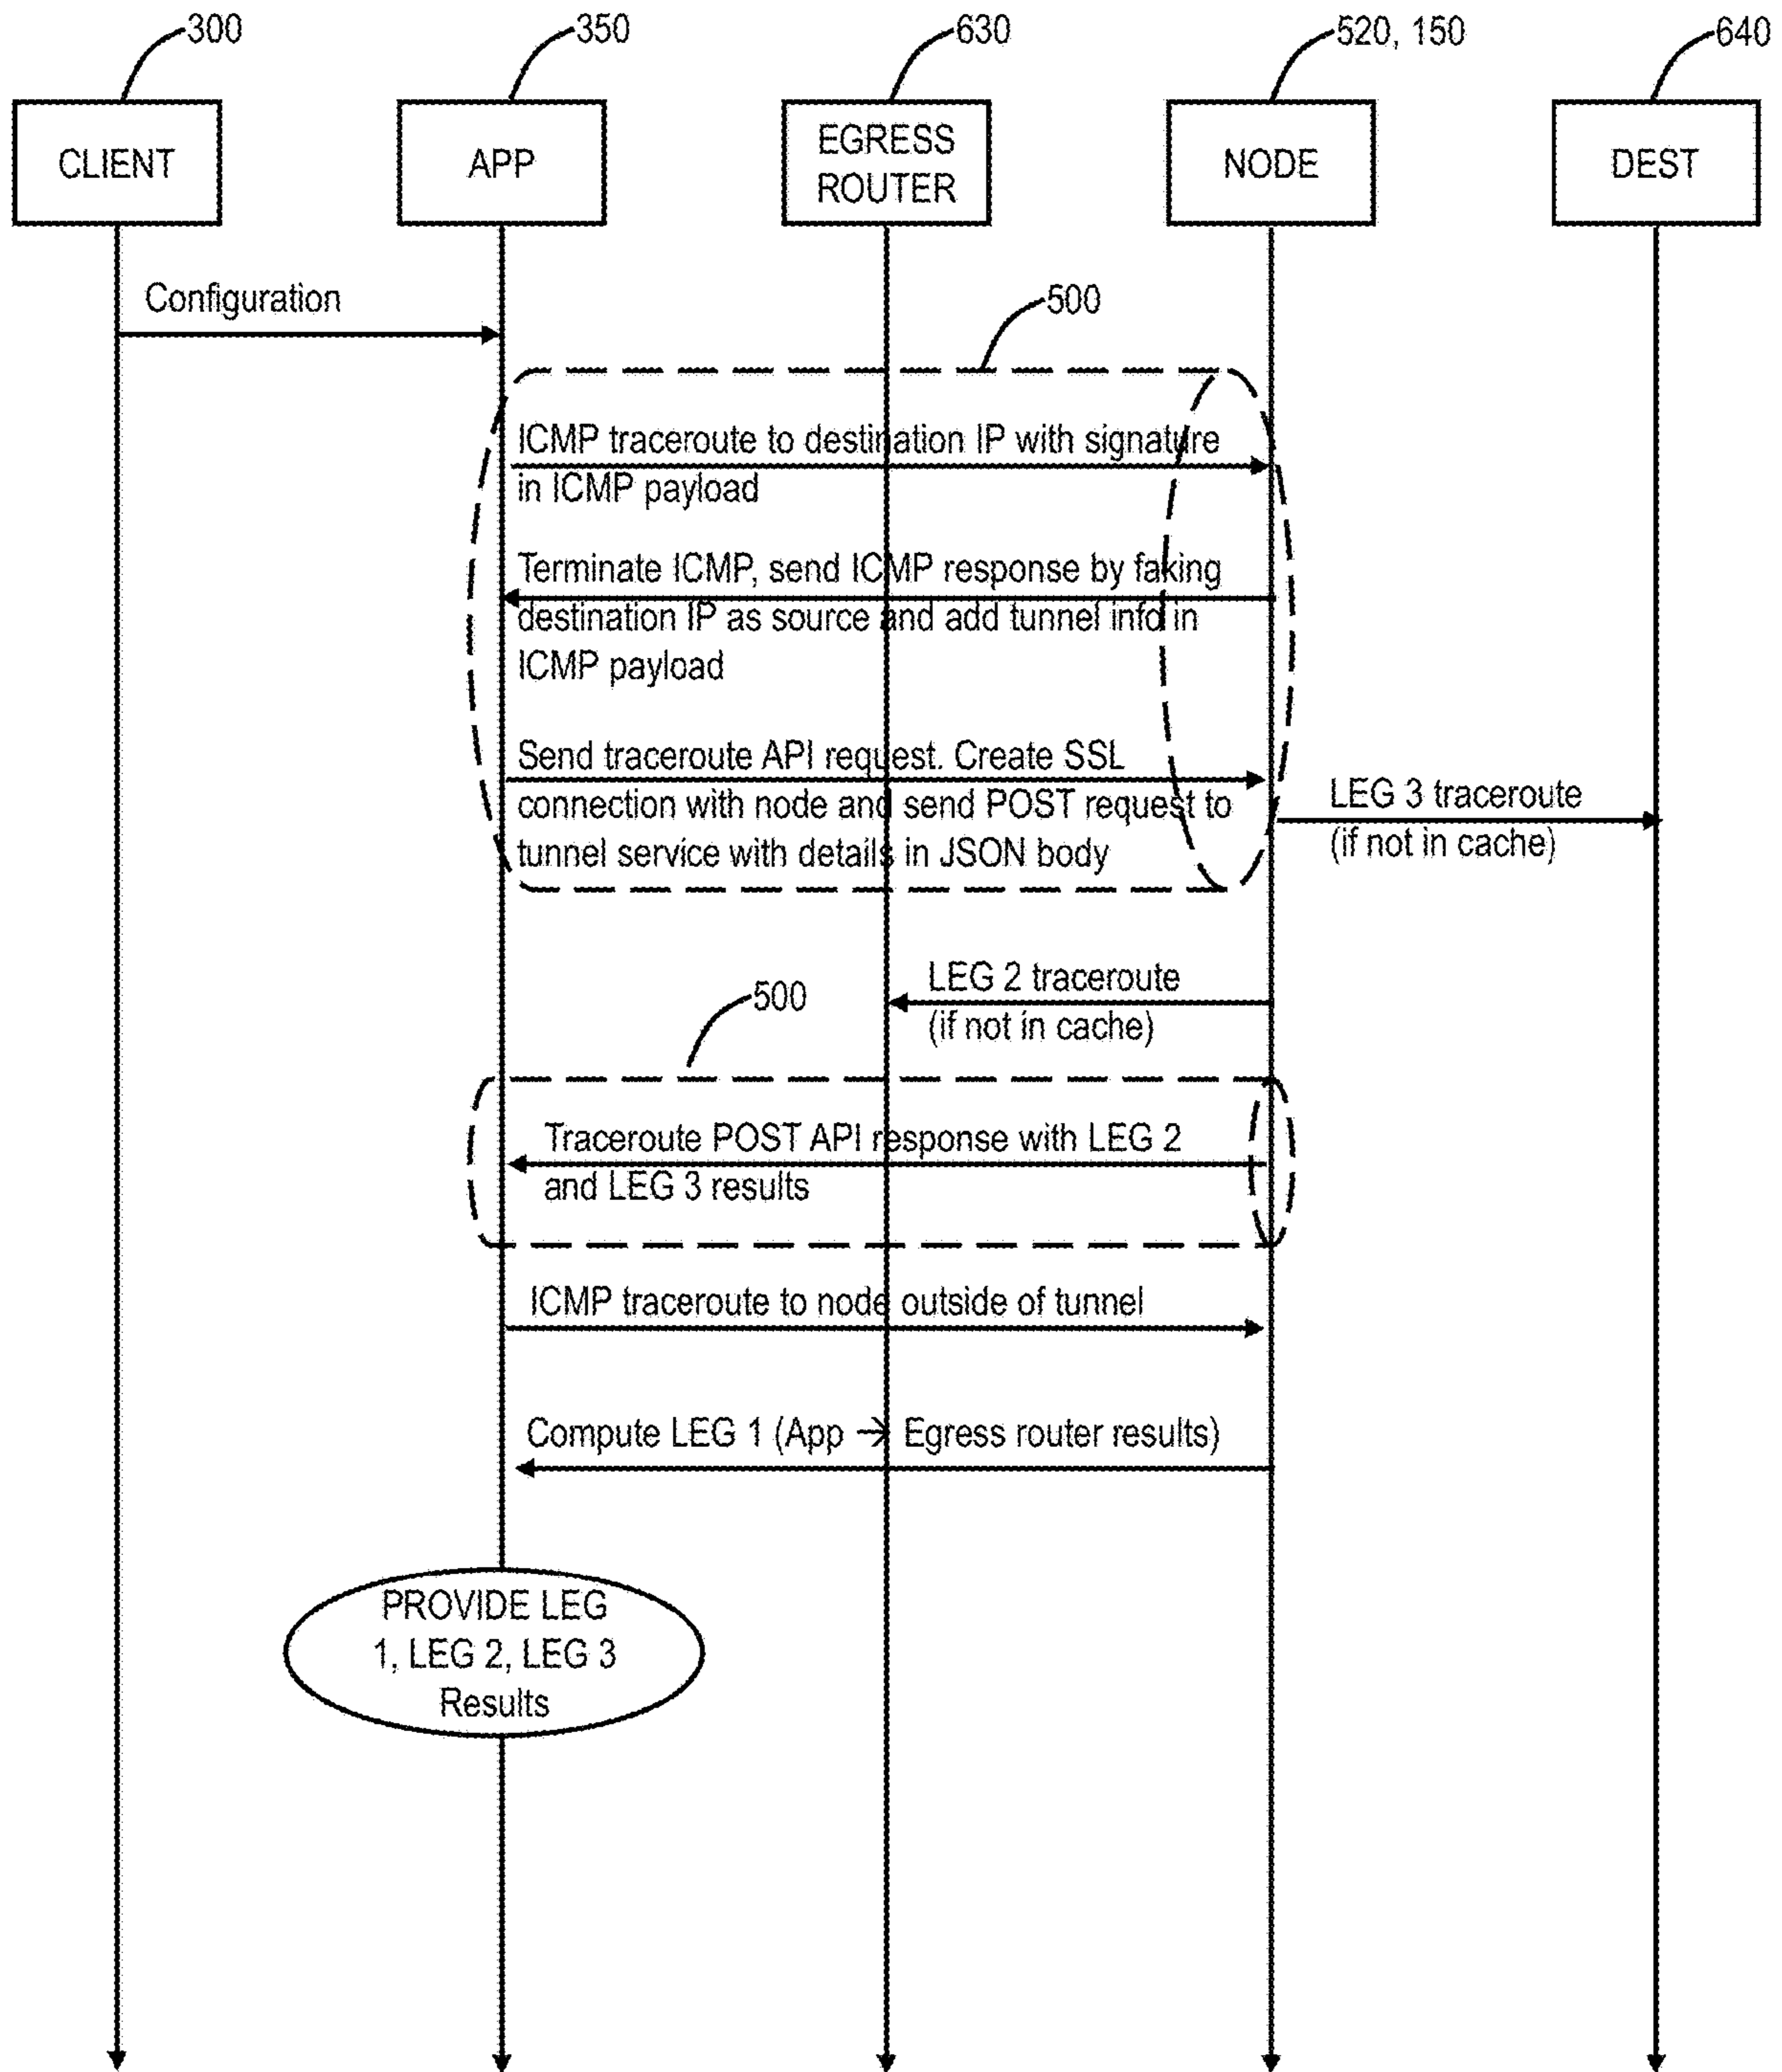 300
350
630
520, 150
640
CLIENT
APP
EGRESS
ROUTER
NODE
DEST
Configuration
500
ICMP traceroute to destination IP with signature
in ICMP payload
Terminate ICMP, send ICMP response by faking
destination IP as source and add tunnel info in
ICMP payload
Send traceroute API request. Create SSL
connection with node and send POST request to
tunnel service with details in JSON body
LEG 3 traceroute
(if not in cache)
LEG 2 traceroute
(if not in cache)
500
Traceroute POST API response with LEG 2
and LEG 3 results
ICMP traceroute to node outside of tunnel
Compute LEG 1 (App → Egress router results)
PROVIDE LEG
1, LEG 2, LEG 3
Results